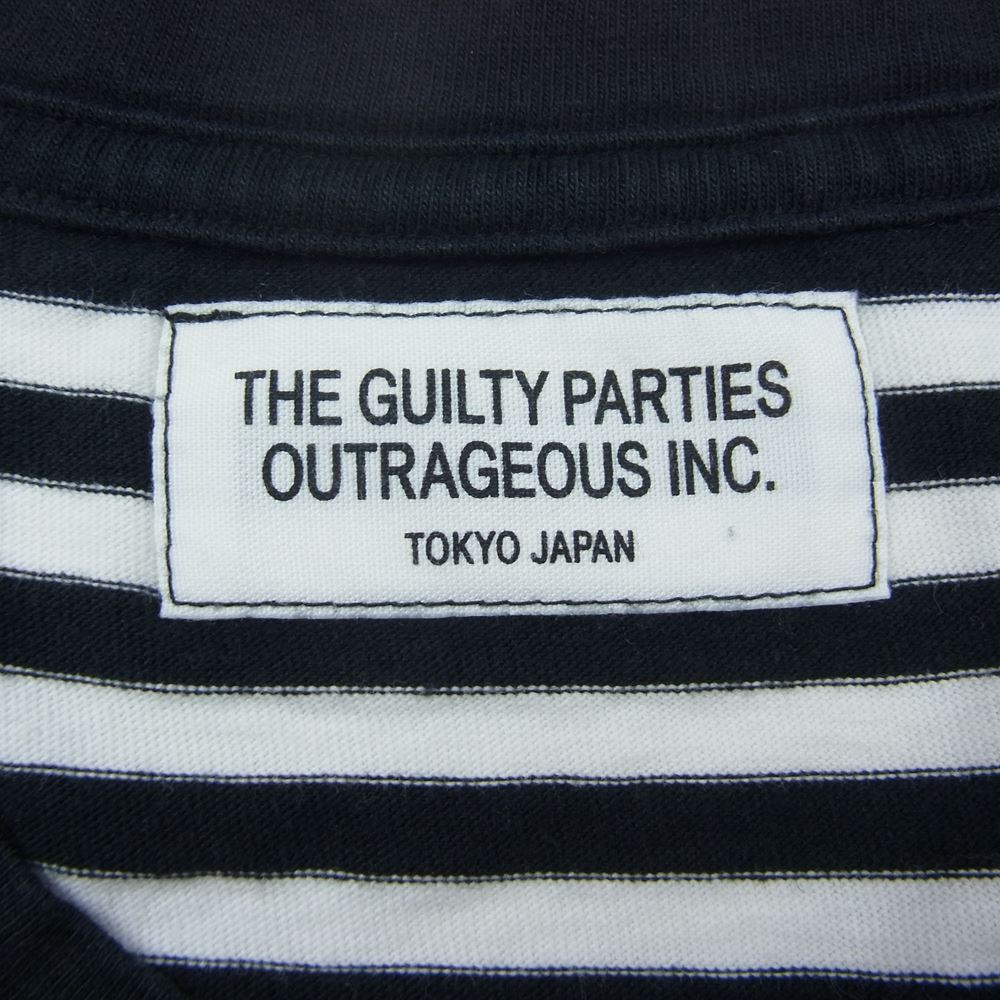 THE GUILTY PARTIES
OUTRAGEOUS INC.
TOKYO JAPAN